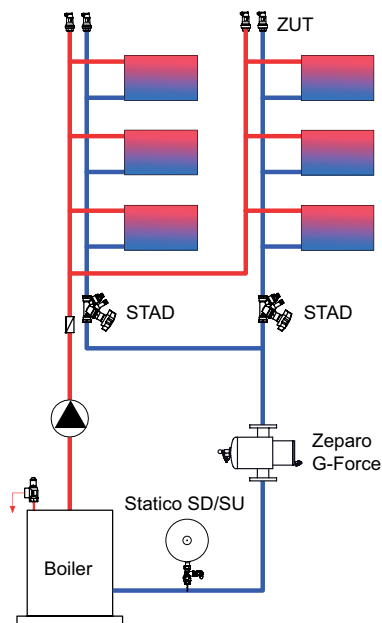 ZUT
STAD
STAD
Zeparo
G-Force
Statico SD/SU
Boiler